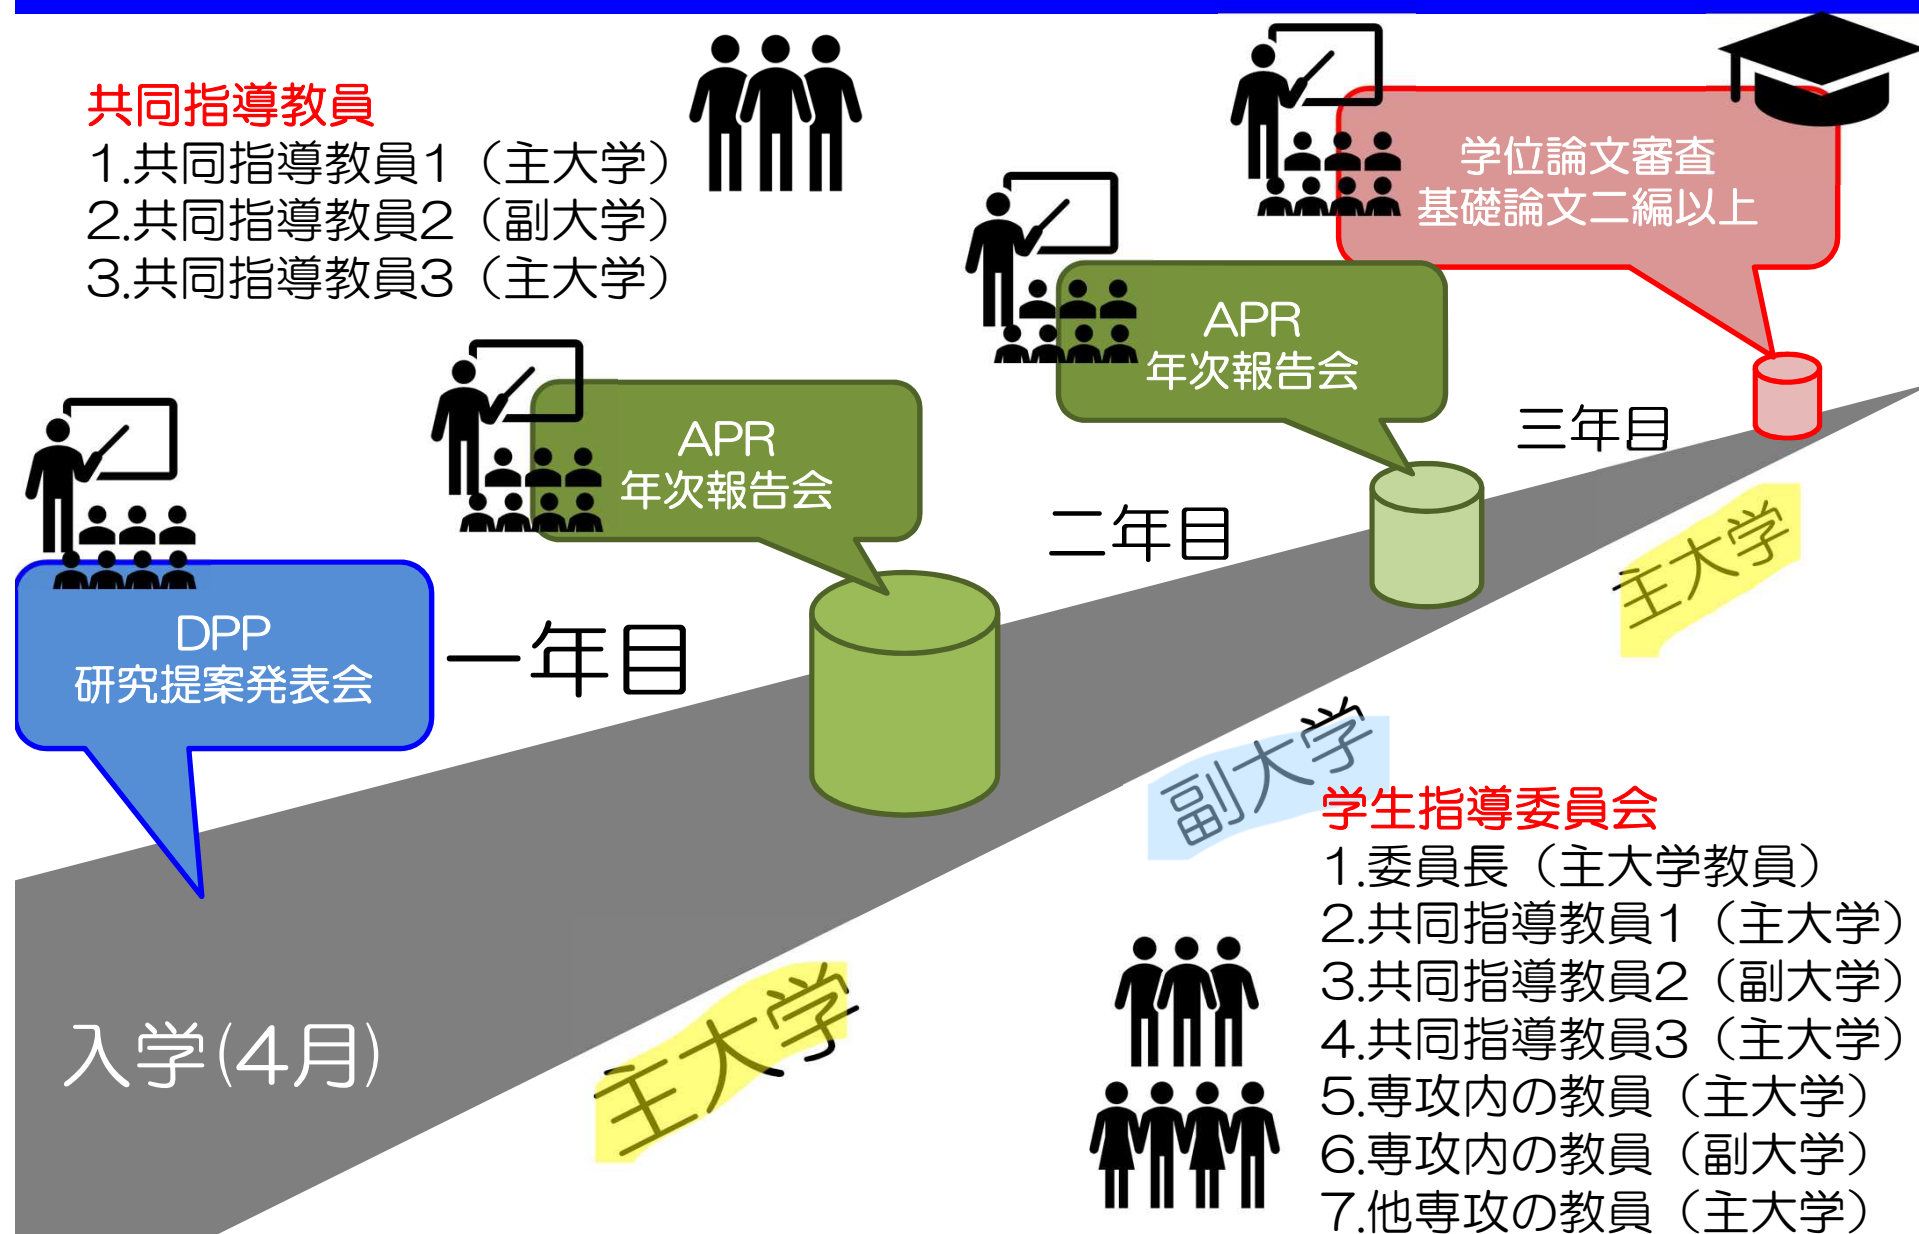 共同指導教員
1.共同指導教員1（主大学）
2.共同指導教員2（副大学）
3.共同指導教員3（主大学）
学位論文審査
基礎論文二編以上
APR
年次報告会
三年目
APR
年次報告会
二年目
主大学
DPP
研究提案発表会
一年目
副大学
学生指導委員会
1.委員長（主大学教員）
2.共同指導教員1（主大学）
3.共同指導教員2（副大学）
4.共同指導教員3（主大学）
5.専攻内の教員（主大学）
6.専攻内の教員（副大学）
7.他専攻の教員（主大学）
主大学
入学(4月)